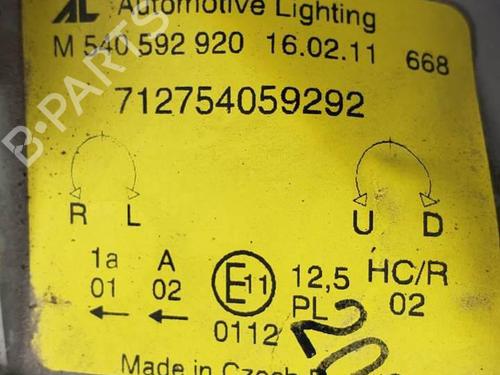 AL Automotive Lighting
M 540 592 920 16.02.11 668
712754059292
R L U D
1a A E11 12,5 HC/R
01 02 PL 02
0112
Made in Czech
B-PARTS